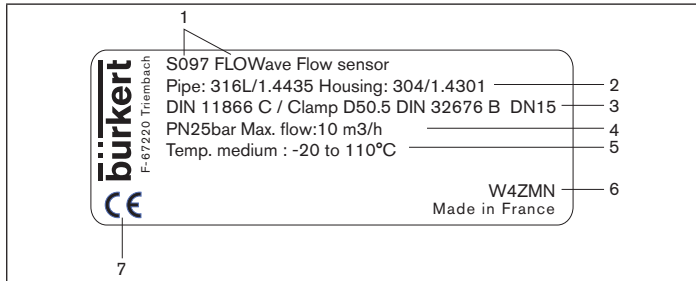 1
S097 FLOWave Flow sensor
Pipe: 316L/1.4435 Housing: 304/1.4301 2
DIN 11866 C / Clamp D50.5 DIN 32676 B DN15 3
PN25bar Max. flow:10 m3/h 4
Temp. medium : -20 to 110°C 5
bürkert
F-67220 Triembach
W4ZMN 6
Made in France
CE
7